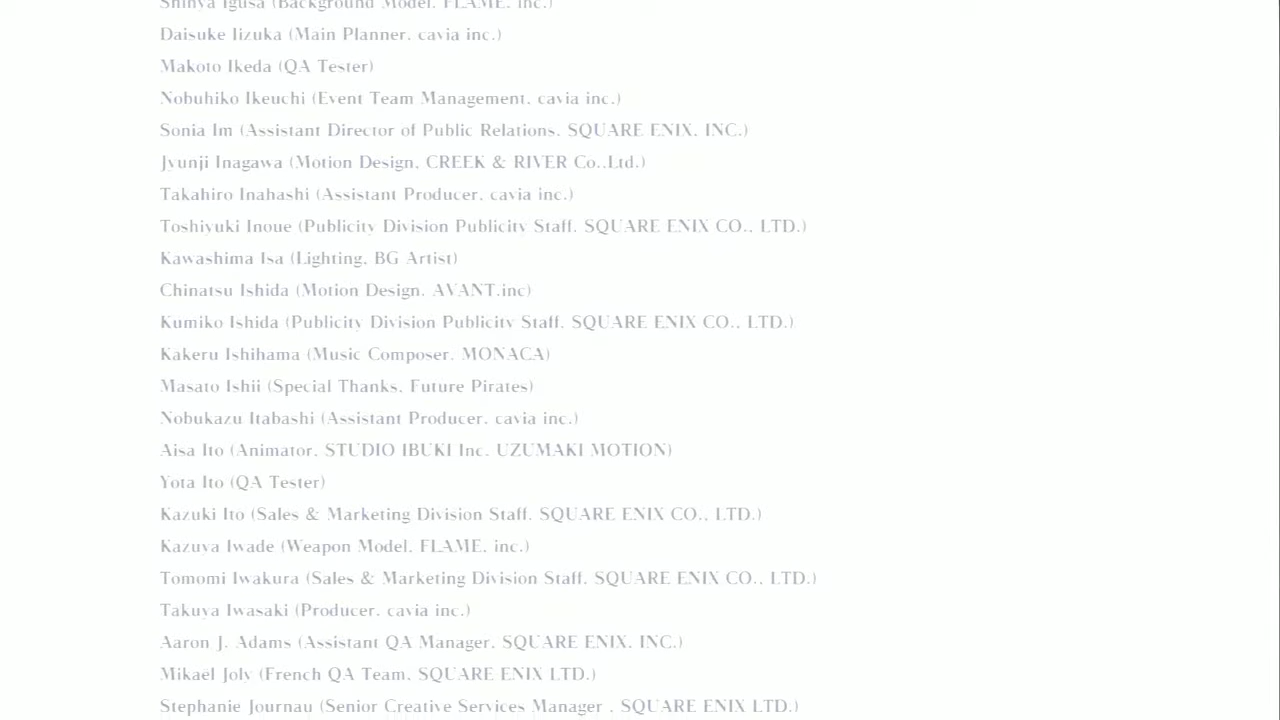 Shinya Igusa (Background Model, FLAME, inc.)
Daisuke Iizuka (Main Planner, cavia inc.)
Makoto Ikeda (QA Tester)
Nobuhiko Ikeuchi (Event Team Management, cavia inc.)
Sonia Im (Assistant Director of Public Relations, SQUARE ENIX, INC.)
Jyunji Inagawa (Motion Design, CREEK & RIVER Co.,Ltd.)
Takahiro Inahashi (Assistant Producer, cavia inc.)
Toshiyuki Inoue (Publicity Division Publicity Staff, SQUARE ENIX CO., LTD.)
Kawashima Isa (Lighting, BG Artist)
Chinatsu Ishida (Motion Design, AVANT.inc)
Kumiko Ishida (Publicity Division Publicity Staff, SQUARE ENIX CO., LTD.)
Kakeru Ishihama (Music Composer, MONACA)
Masato Ishii (Special Thanks, Future Pirates)
Nobukazu Itabashi (Assistant Producer, cavia inc.)
Aisa Ito (Animator, STUDIO IBUKI Inc. UZUMAKI MOTION)
Yota Ito (QA Tester)
Kazuki Ito (Sales & Marketing Division Staff, SQUARE ENIX CO., LTD.)
Kazuya Iwade (Weapon Model, FLAME, inc.)
Tomomi Iwakura (Sales & Marketing Division Staff, SQUARE ENIX CO., LTD.)
Takuya Iwasaki (Producer, cavia inc.)
Aaron J. Adams (Assistant QA Manager, SQUARE ENIX, INC.)
Mikaël Joly (French QA Team, SQUARE ENIX LTD.)
Stephanie Journau (Senior Creative Services Manager , SQUARE ENIX LTD.)